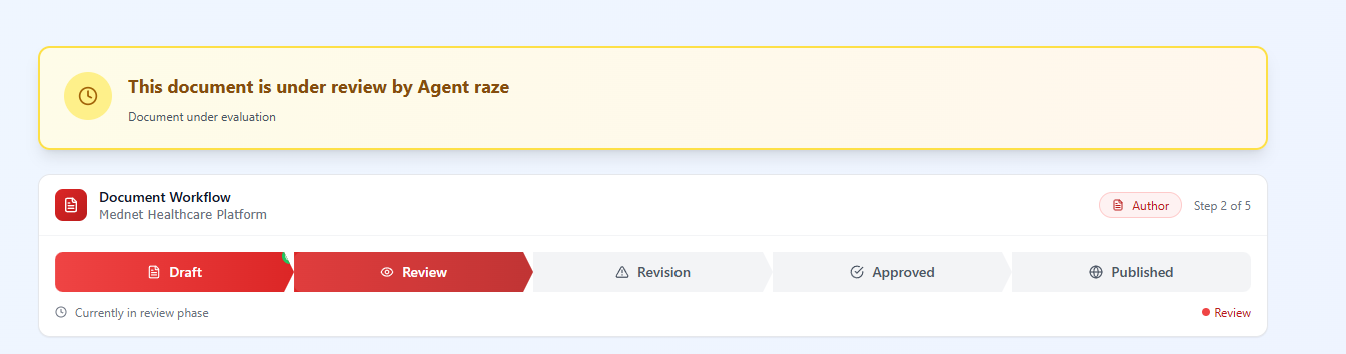 This document is under review by Agent raze
Document under evaluation
Document Workflow
Mednet Healthcare Platform
Author
Step 2 of 5
Draft
Review
Revision
Approved
Published
Currently in review phase
Review